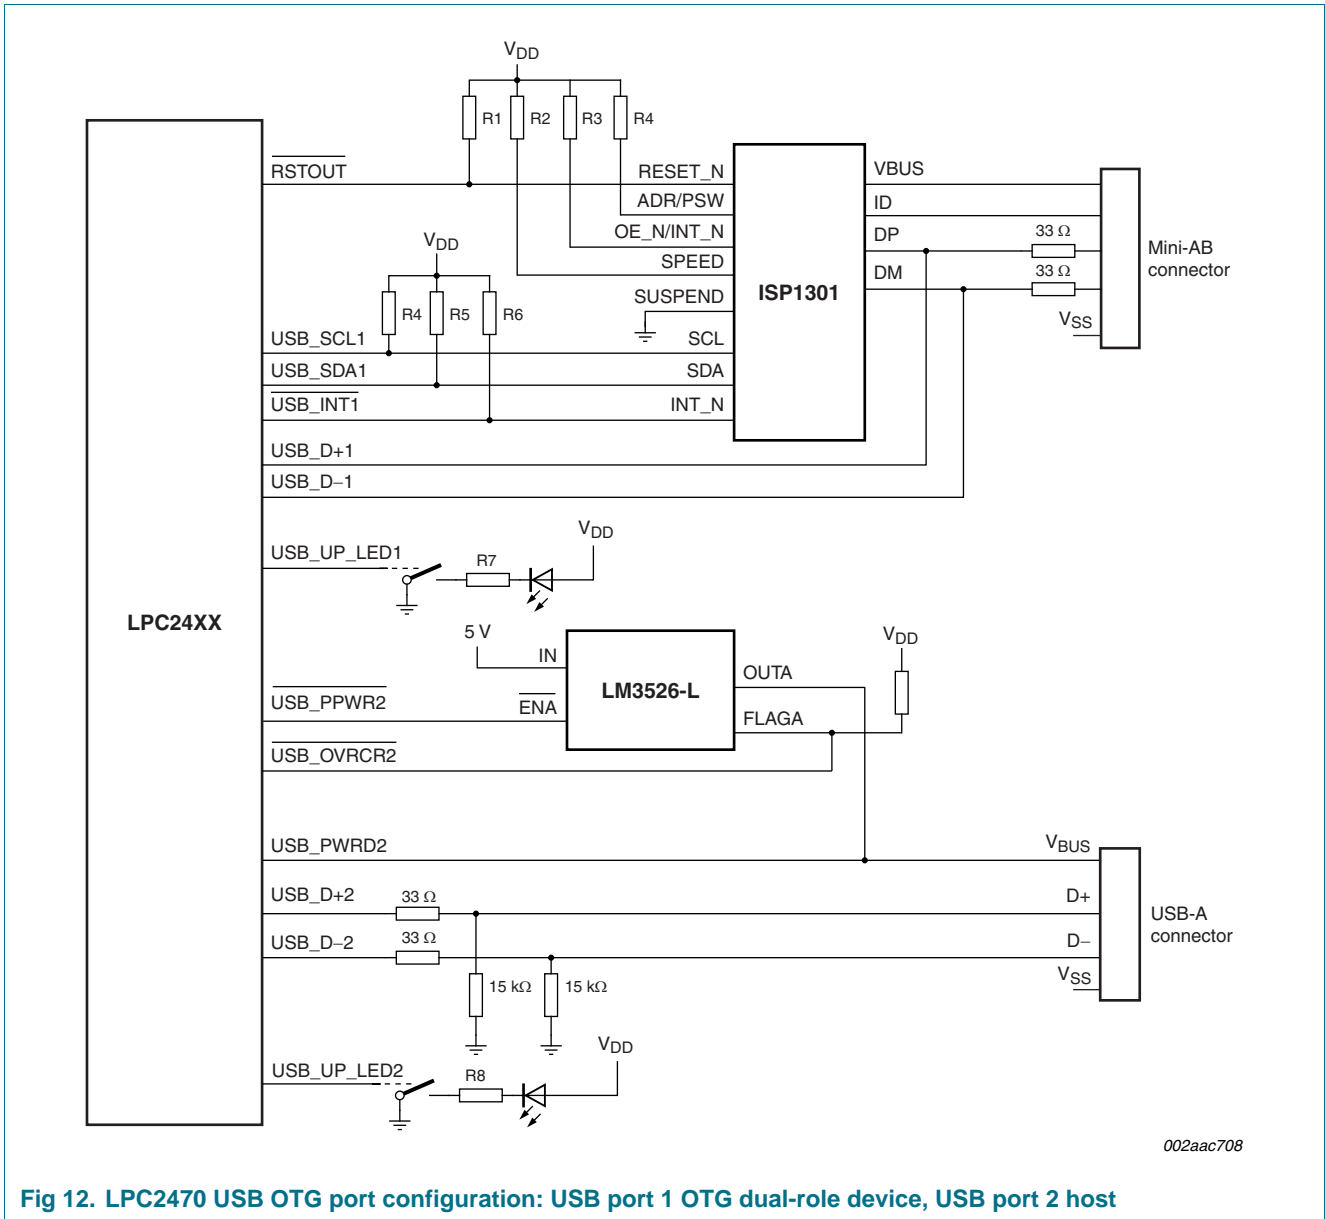 VDD
R1 R2 R3 R4
RSTOUT
RESET_N
ADR/PSW
OE_N/INT_N
SPEED
SUSPEND
SCL
SDA
INT_N
ISP1301
VBUS
ID
DP
DM
33 Ω
33 Ω
VSS
Mini-AB
connector
VDD
R4 R5 R6
USB_SCL1
USB_SDA1
USB_INT1
USB_D+1
USB_D−1
USB_UP_LED1
R7
VDD
LPC24XX
5 V
IN
ENA
LM3526-L
OUTA
FLAGA
VDD
USB_PPWR2
USB_OVRCR2
USB_PWRD2
USB_D+2
33 Ω
USB_D−2
33 Ω
15 kΩ
15 kΩ
VBUS
D+
D−
VSS
USB-A
connector
USB_UP_LED2
R8
VDD
002aac708
Fig 12. LPC2470 USB OTG port configuration: USB port 1 OTG dual-role device, USB port 2 host